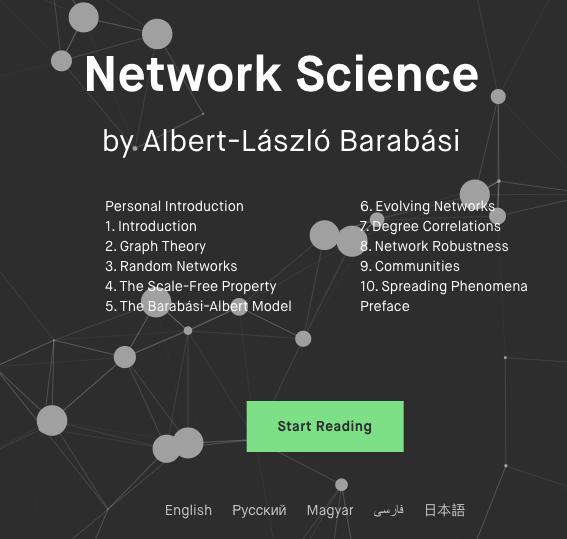 Network Science
by Albert-László Barabási
Personal Introduction
1. Introduction
2. Graph Theory
3. Random Networks
4. The Scale-Free Property
5. The Barabási-Albert Model
6. Evolving Networks
7. Degree Correlations
8. Network Robustness
9. Communities
10. Spreading Phenomena
Preface
Start Reading
English Русский Magyar فارسی 日本語